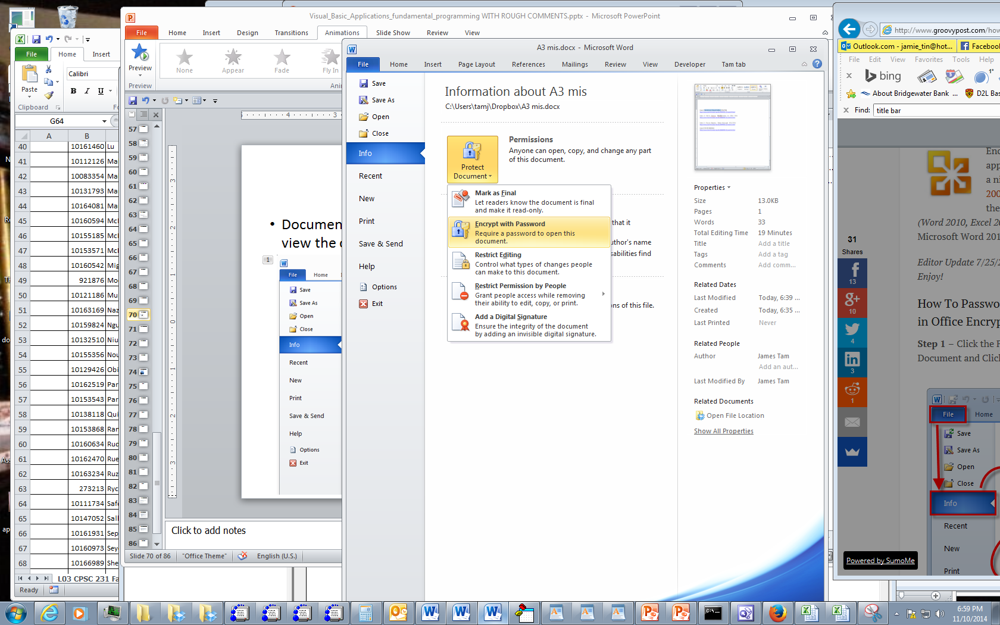 Visual_Basic_Applications_fundamental_programming WITH ROUGH COMMENTS.pptx - Microsoft PowerPoint
File Home Insert Design Transitions Animations Slide Show Review View
Preview
None Appear Fade Fly In
Preview
File Home Insert
Paste
Calibri
B I U
Clipboard
G64
A B
40 10161460 Lu
41 10112126 Ma
42 10083354 Ma
43 10131793 Ma
44 10164081 Ma
45 10160594 Mc
46 10155185 Mc
47 10153571 Mc
48 10160542 Mig
49 921876 Mo
50 10121186 Mu
51 10163169 Naz
52 10159824 Ngu
53 10132510 Niu
54 10155356 Nou
55 10129426 Obi
56 10162519 Par
57 10153543 Par
58 10138118 Qui
59 10153868 Ran
60 10160634 Ruc
61 10162470 Rue
62 10163234 Ruz
63 273213 Ryc
64 10111734 Saf
65 10147052 Sall
66 10161931 Sep
67 10160973 Sey
68 10166989 She
L03 CPSC 231 Fa
Ready
57
58
59
60
61
62
63
64
65
66
67
68
69
70
71
72
73
74
75
76
77
78
79
80
81
82
83
84
85
86
• Documen
view the
1
File Home
Save
Save As
Open
Close
Info
Recent
New
Print
Save & Send
Help
Options
Exit
Click to add notes
Slide 70 of 86 "Office Theme" English (U.S.)
A3 mis.docx - Microsoft Word
File Home Insert Page Layout References Mailings Review View Developer Tam tab
Save
Save As
Open
Close
Info
Recent
New
Print
Save & Send
Help
Options
Exit
Information about A3 mis
C:\Users\tamj\Dropbox\A3 mis.docx
Protect
Document
Permissions
Anyone can open, copy, and change any part
of this document.
Mark as Final
Let readers know the document is final
and make it read-only.
Encrypt with Password
Require a password to open this
document.
Restrict Editing
Control what types of changes people
can make to this document.
Restrict Permission by People
Grant people access while removing
their ability to edit, copy, or print.
Add a Digital Signature
Ensure the integrity of the document
by adding an invisible digital signature.
that it
uthor's name
sabilities find
ons of this file.
Properties
Size 13.0KB
Pages 1
Words 33
Total Editing Time 19 Minutes
Title Add a title
Tags Add a tag
Comments Add comm...
Related Dates
Last Modified Today, 6:39 ...
Created Today, 6:35 ...
Last Printed Never
Related People
Author James Tam
Add an aut...
Last Modified By James Tam
Related Documents
Open File Location
Show All Properties
http://www.groovypost.com/how
Outlook.com - jamie_tin@hot... Facebool
File Edit View Favorites Tools Help
bing 1°
About Bridgewater Bank ... D2L Bas
Find: title bar
Enc
app
a ni
200
the
(Word 2010, Excel 20
Microsoft Word 201
Editor Update 7/25/
Enjoy!
How To Passwo
in Office Encryp
Step 1 – Click the F
Document and Click
31
Shares
13
10
4
3
1
File Home
Save
Save As
Open
Close
Info
Recent
New
Print
Powered by SumoMe
6:59 PM
11/10/2014